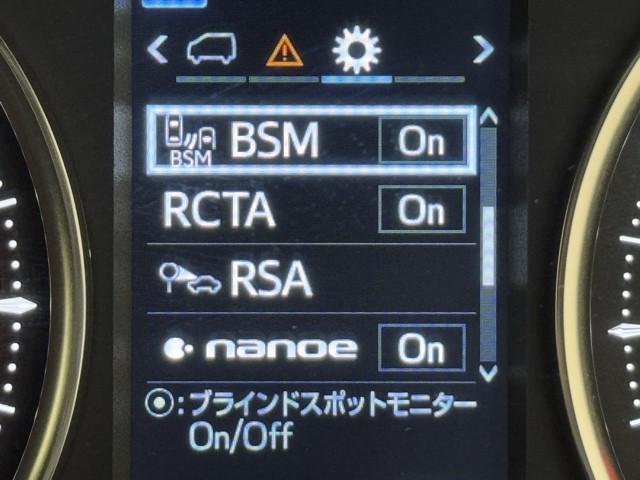 BSM BSM On
RCTA On
RSA
nanoe On
⦿:ブラインドスポットモニター
On/Off